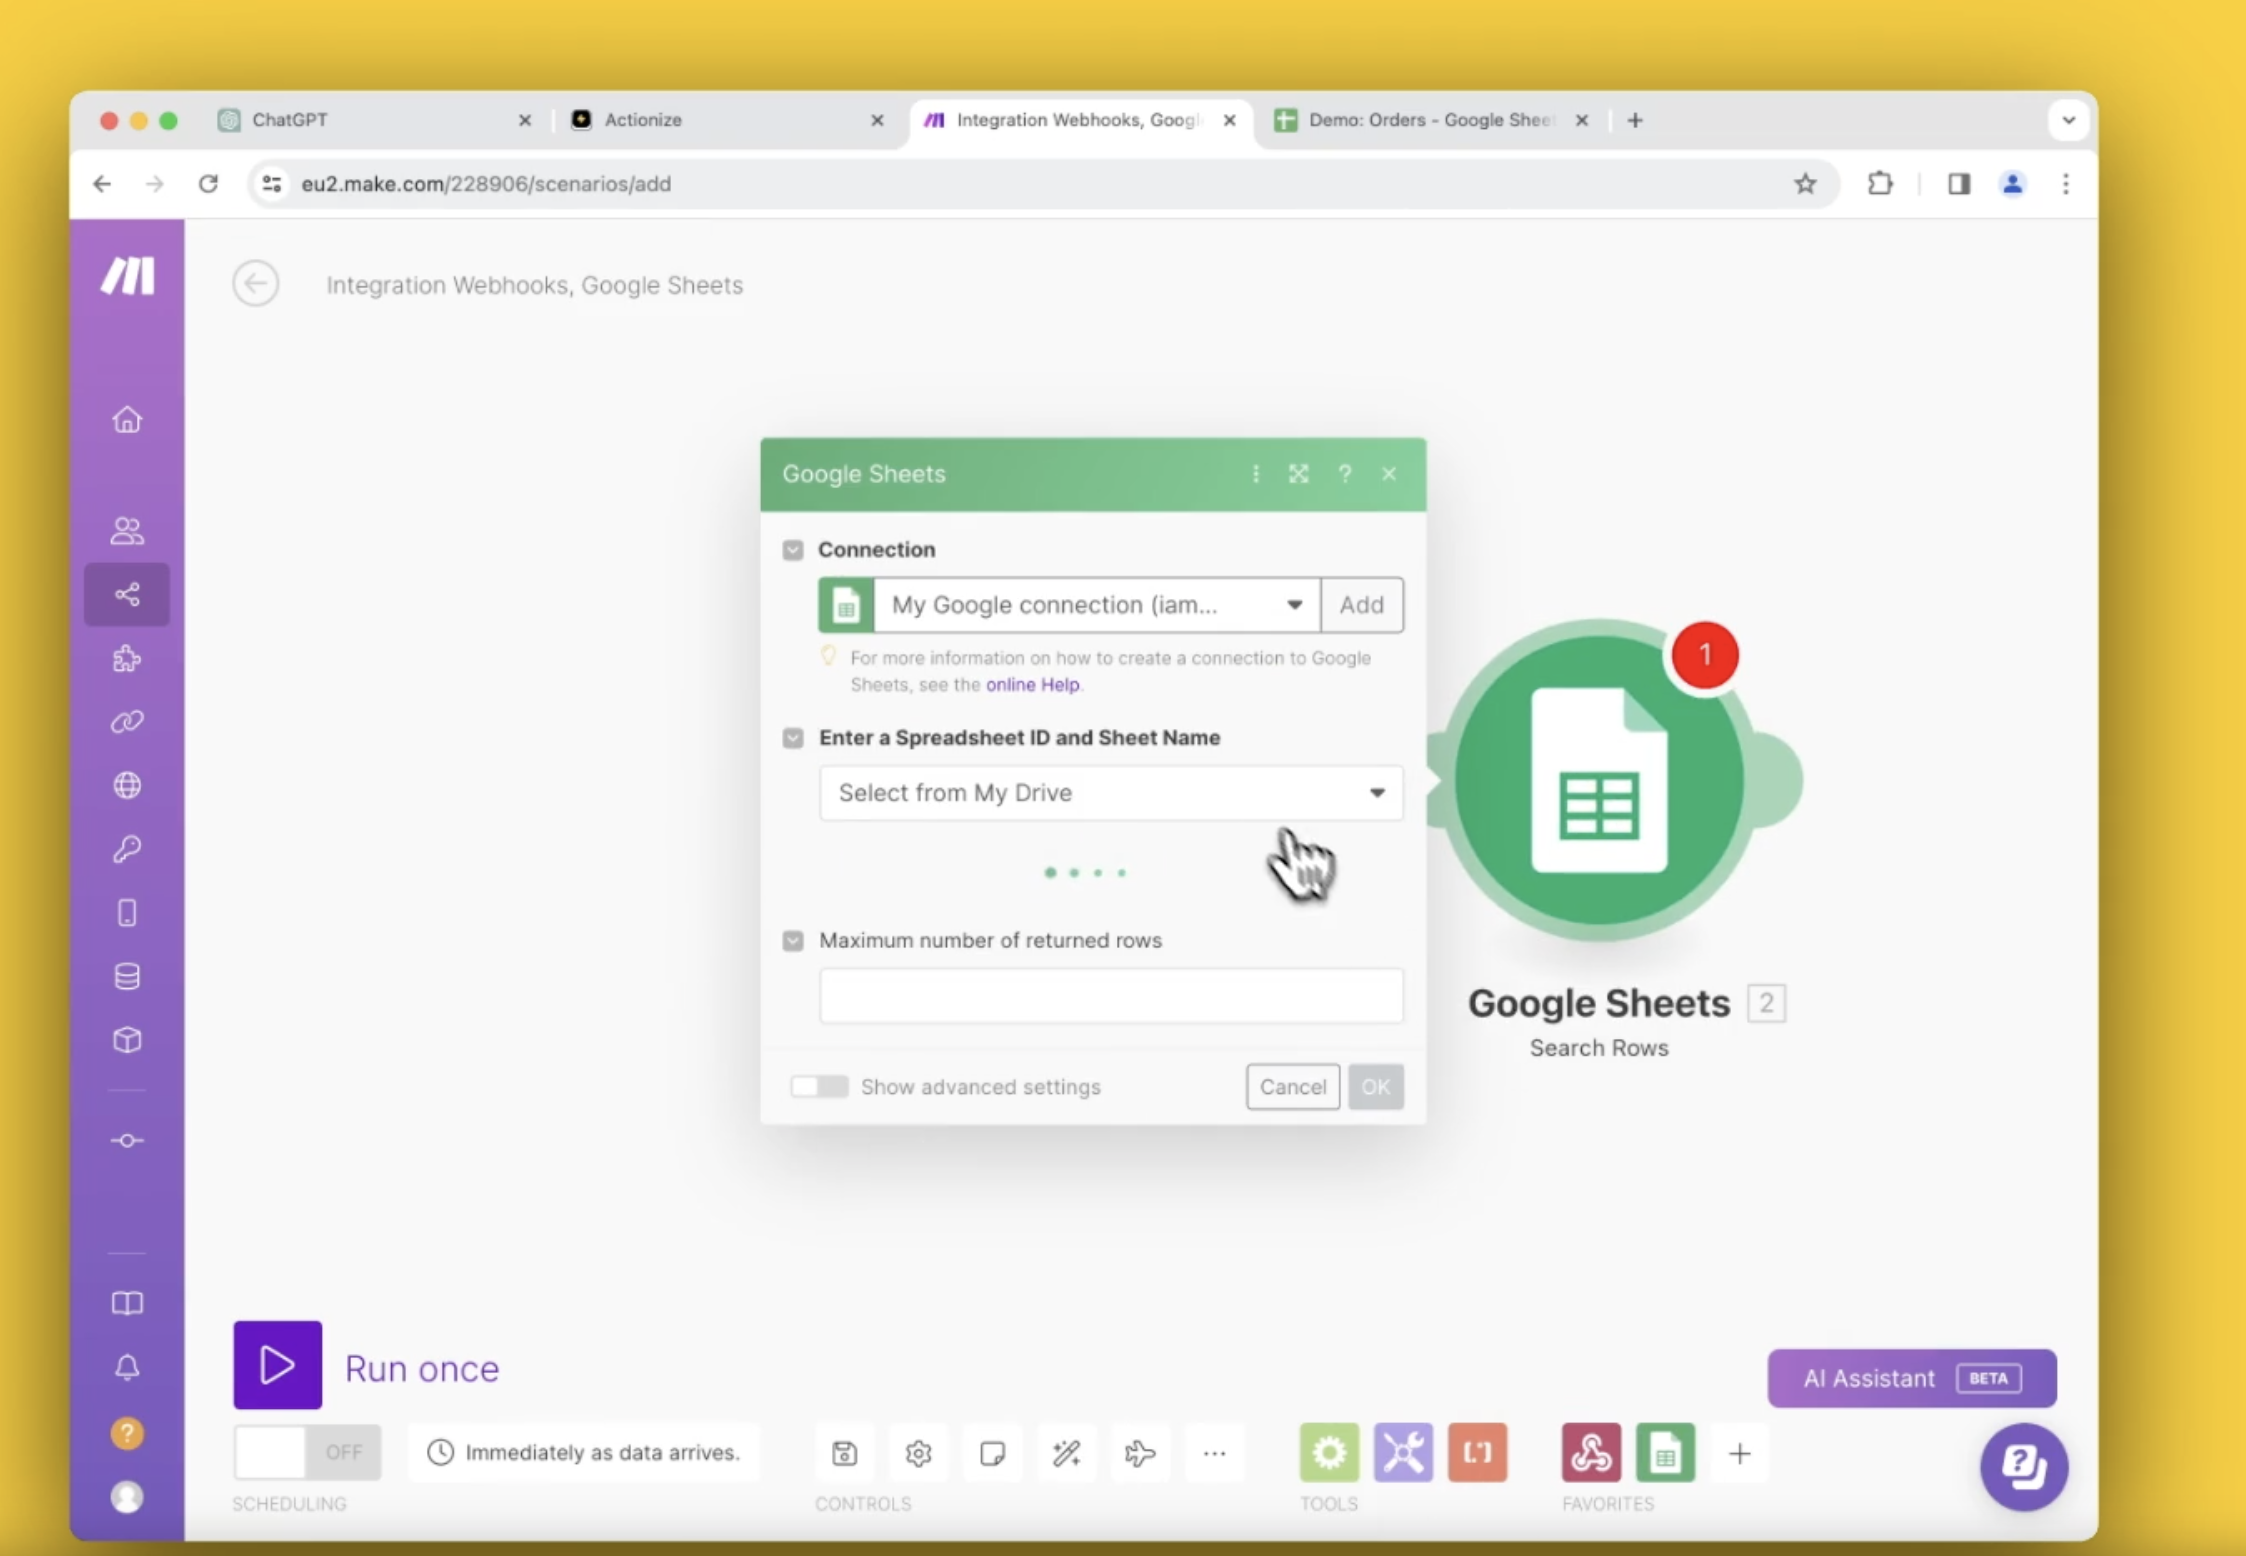 ChatGPT
Actionize
Integration Webhooks, Googl
Demo: Orders - Google Shee
eu2.make.com/228906/scenarios/add
Integration Webhooks, Google Sheets
Google Sheets
?
Connection
My Google connection (iam...
Add
For more information on how to create a connection to Google
Sheets, see the online Help.
Enter a Spreadsheet ID and Sheet Name
Select from My Drive
Maximum number of returned rows
Show advanced settings
Cancel
OK
1
Google Sheets
2
Search Rows
Run once
AI Assistant
BETA
OFF
Immediately as data arrives.
SCHEDULING
CONTROLS
TOOLS
FAVORITES
?
?